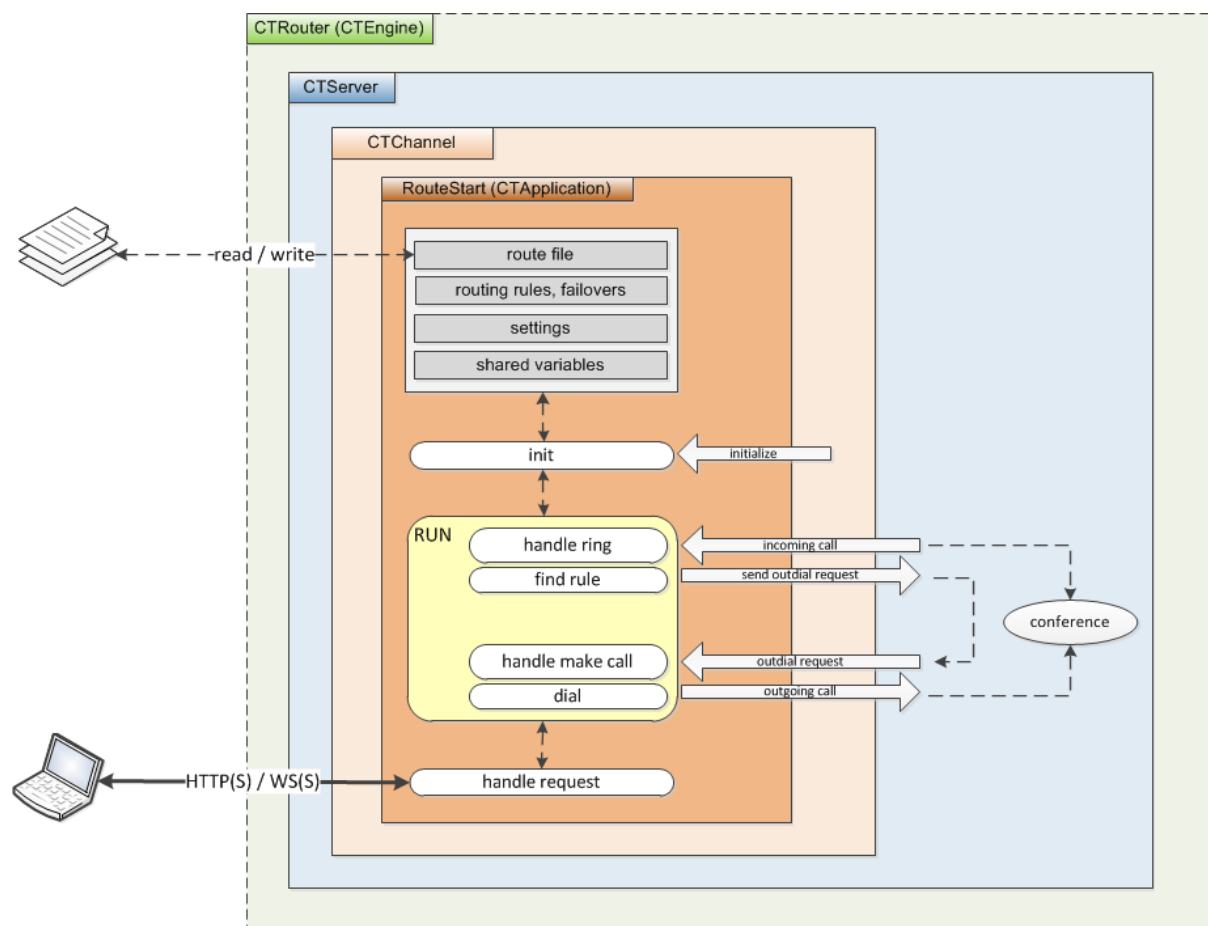 CTRouter (CTEngine)
CTServer
CTChannel
RouteStart (CTApplication)
route file
read / write
routing rules, failovers
settings
shared variables
init
initialize
RUN
handle ring
incoming call
find rule
send outdial request
conference
handle make call
outdial request
dial
outgoing call
handle request
HTTP(S) / WS(S)